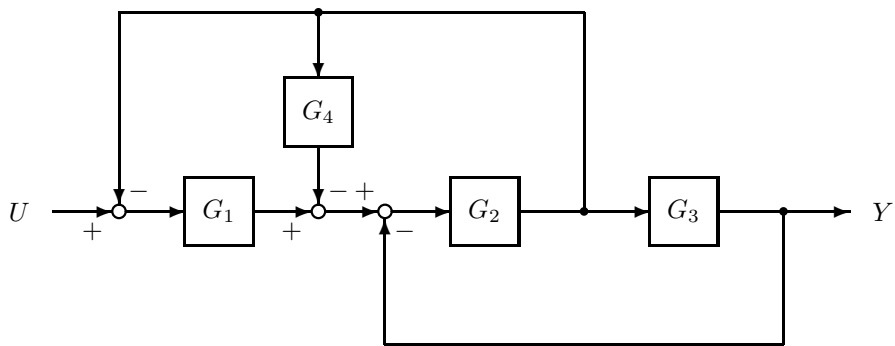 G₄
− − +
U G₁ G₂ G₃ Y
+ + −